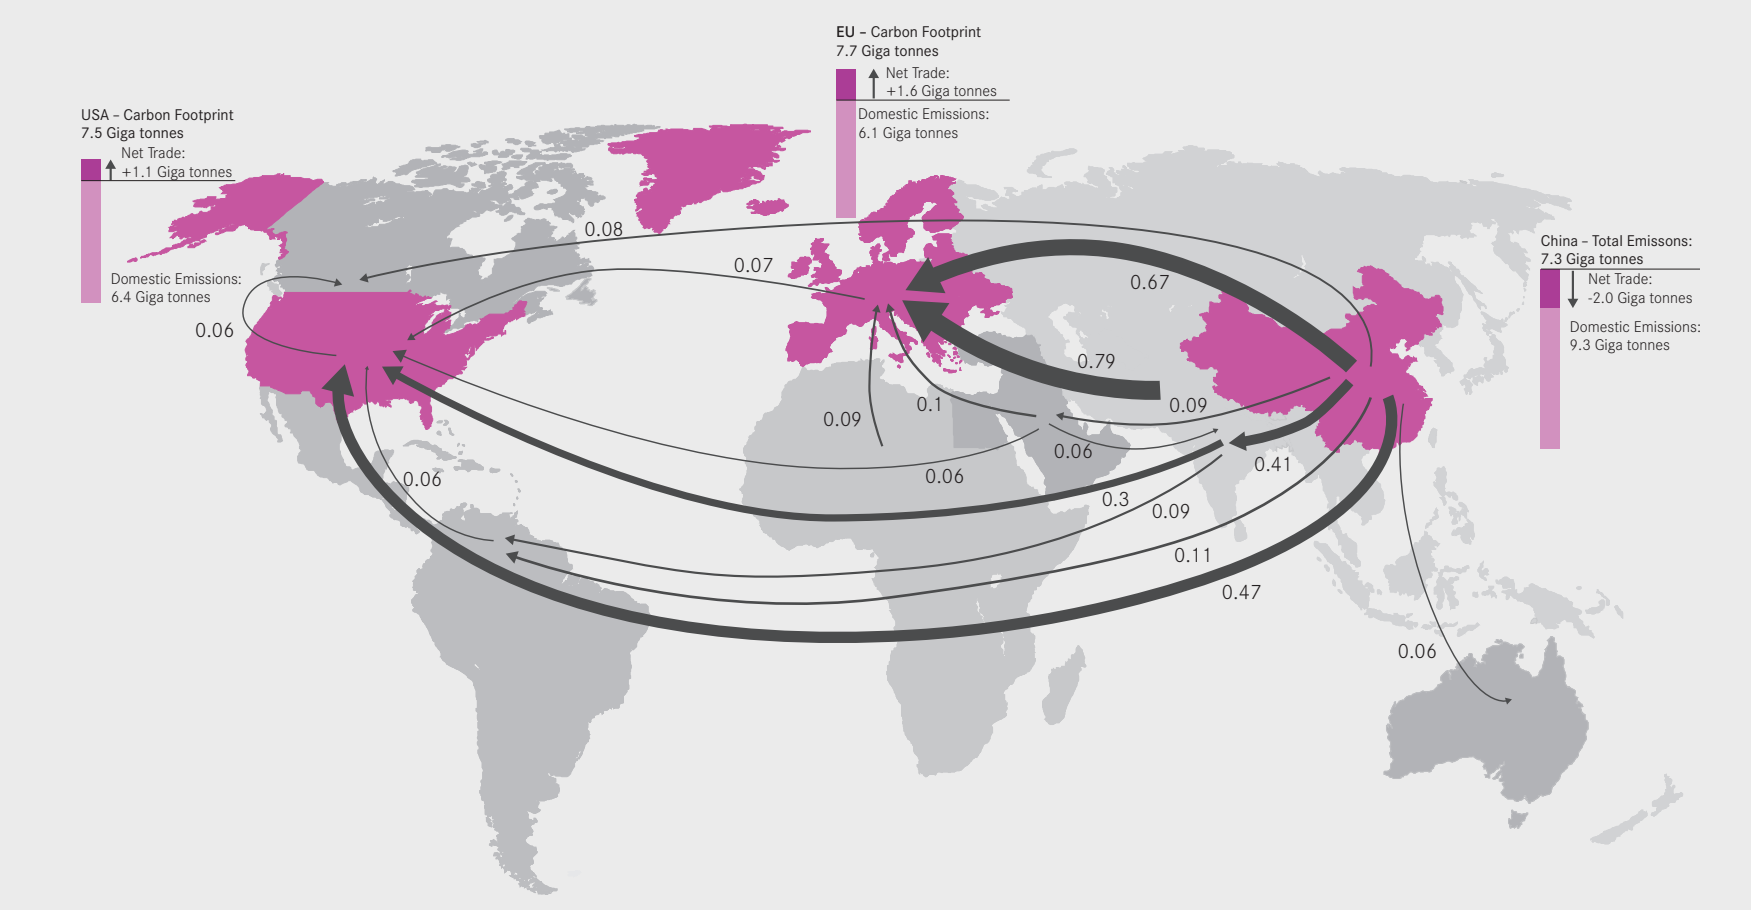 EU – Carbon Footprint
7.7 Giga tonnes
Net Trade:
+1.6 Giga tonnes
Domestic Emissions:
6.1 Giga tonnes
USA – Carbon Footprint
7.5 Giga tonnes
Net Trade:
+1.1 Giga tonnes
Domestic Emissions:
6.4 Giga tonnes
China – Total Emissons:
7.3 Giga tonnes
Net Trade:
-2.0 Giga tonnes
Domestic Emissions:
9.3 Giga tonnes
0.08
0.07
0.67
0.06
0.79
0.09
0.1
0.09
0.06
0.41
0.06
0.06
0.3
0.09
0.11
0.47
0.06